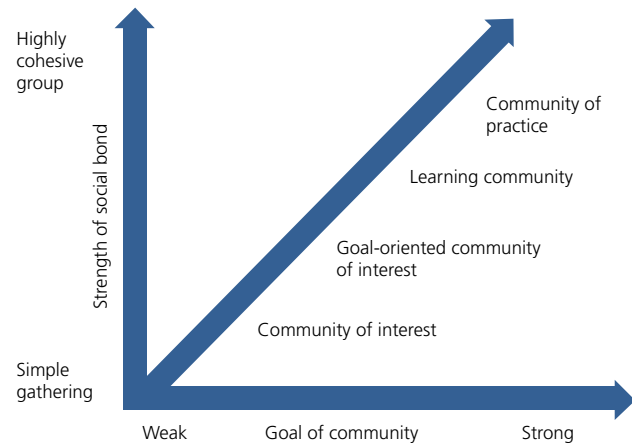 Highly
cohesive
group
Strength of social bond
Community of
practice
Learning community
Goal-oriented community
of interest
Community of interest
Simple
gathering
Weak
Goal of community
Strong